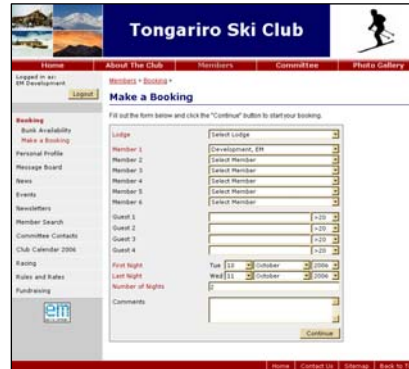 Tongariro Ski Club
Home About The Club Members Committee Photo Gallery
Logged in as:
EM Development
Logout
Members • Booking •
Make a Booking
Fill out the form below and click the "Continue" button to start your booking.
Booking
Bunk Availability
Make a Booking
Personal Profile
Message Board
News
Events
Newsletters
Member Search
Committee Contacts
Club Calendar 2006
Racing
Rules and Rates
Fundraising
em
Lodge Select Lodge
Member 1 Development, EM
Member 2 Select Member
Member 3 Select Member
Member 4 Select Member
Member 5 Select Member
Member 6 Select Member
Guest 1 >20
Guest 2 >20
Guest 3 >20
Guest 4 >20
First Night Tue 10 October 2006
Last Night Wed 11 October 2006
Number of Nights 2
Comments
Continue
Home Contact Us Sitemap Back to T